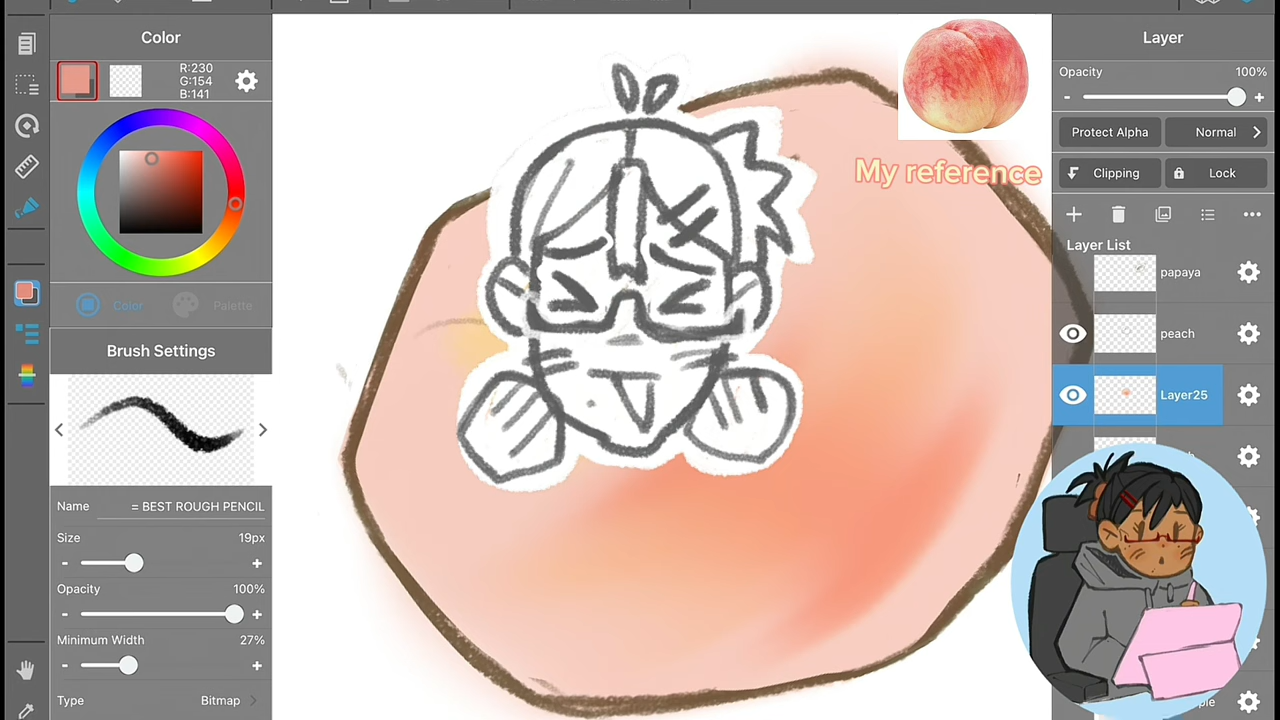 Color
R:230
G:154
B:141
Color
Palette
Brush Settings
Name
= BEST ROUGH PENCIL
Size
19px
Opacity
100%
Minimum Width
27%
Type
Bitmap
My reference
Layer
Opacity
100%
Protect Alpha
Normal
Clipping
Lock
Layer List
papaya
peach
Layer25